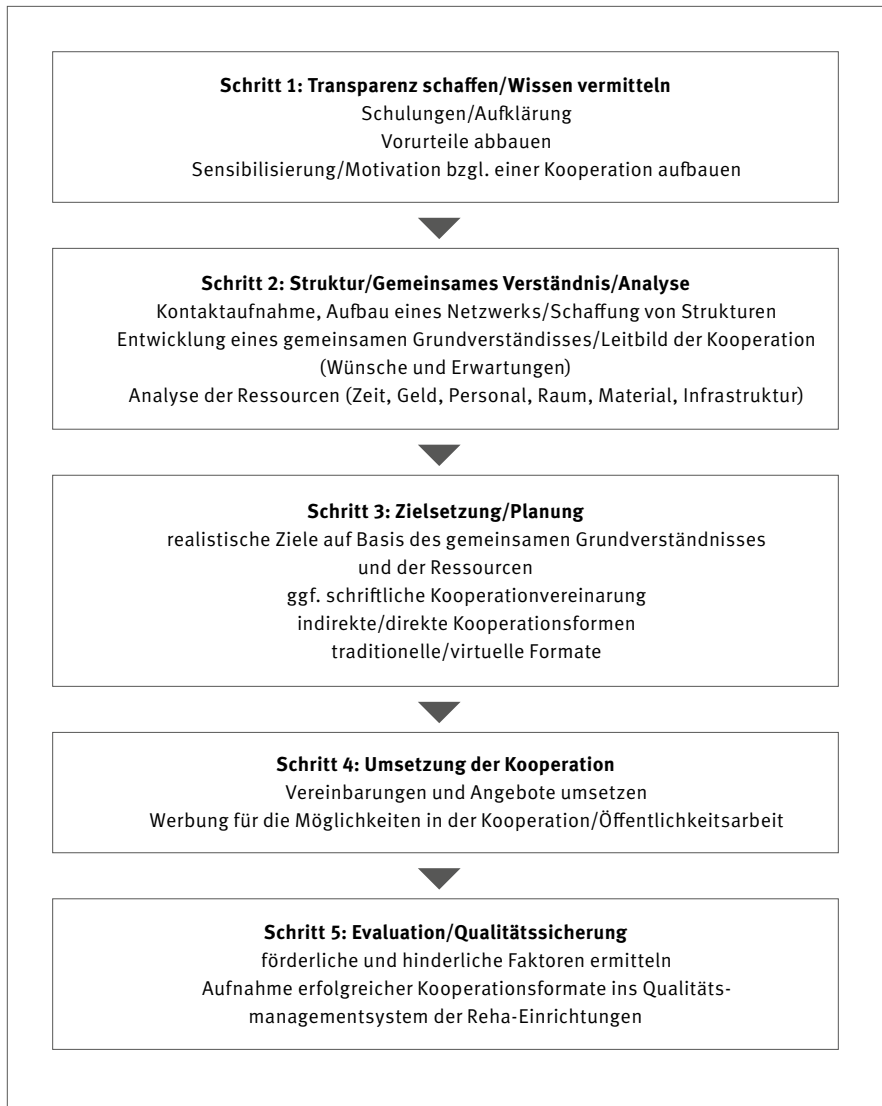 Schritt 1: Transparenz schaffen/Wissen vermitteln
Schulungen/Aufklärung
Vorurteile abbauen
Sensibilisierung/Motivation bzgl. einer Kooperation aufbauen
Schritt 2: Struktur/Gemeinsames Verständnis/Analyse
Kontaktaufnahme, Aufbau eines Netzwerks/Schaffung von Strukturen
Entwicklung eines gemeinsamen Grundverständisses/Leitbild der Kooperation
(Wünsche und Erwartungen)
Analyse der Ressourcen (Zeit, Geld, Personal, Raum, Material, Infrastruktur)
Schritt 3: Zielsetzung/Planung
realistische Ziele auf Basis des gemeinsamen Grundverständnisses
und der Ressourcen
ggf. schriftliche Kooperationvereinarung
indirekte/direkte Kooperationsformen
traditionelle/virtuelle Formate
Schritt 4: Umsetzung der Kooperation
Vereinbarungen und Angebote umsetzen
Werbung für die Möglichkeiten in der Kooperation/Öffentlichkeitsarbeit
Schritt 5: Evaluation/Qualitätssicherung
förderliche und hinderliche Faktoren ermitteln
Aufnahme erfolgreicher Kooperationsformate ins Qualitäts-
managementsystem der Reha-Einrichtungen